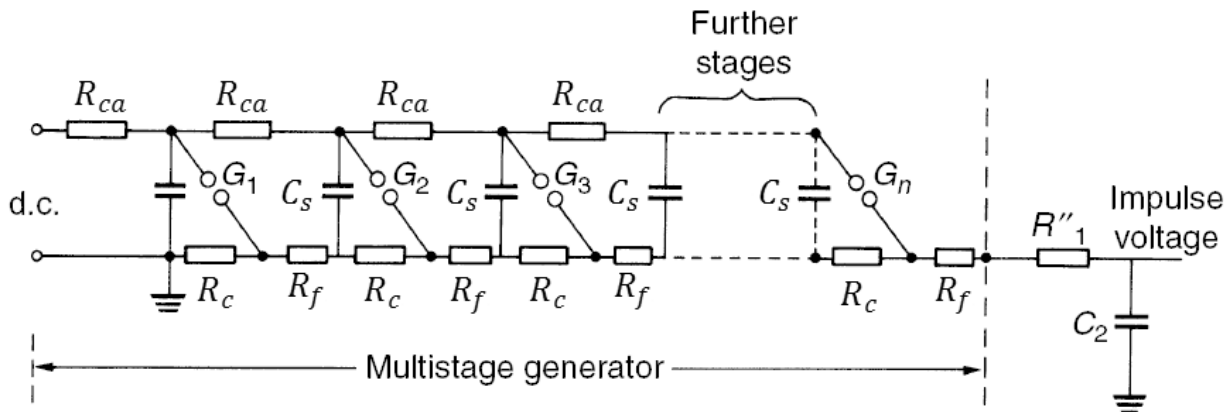 Further
stages
R_ca R_ca R_ca R_ca
G_1 C_s G_2 C_s G_3 C_s C_s G_n
d.c.
Impulse
voltage
R''_1
R_c R_f R_c R_f R_c R_f R_c R_f
C_2
Multistage generator